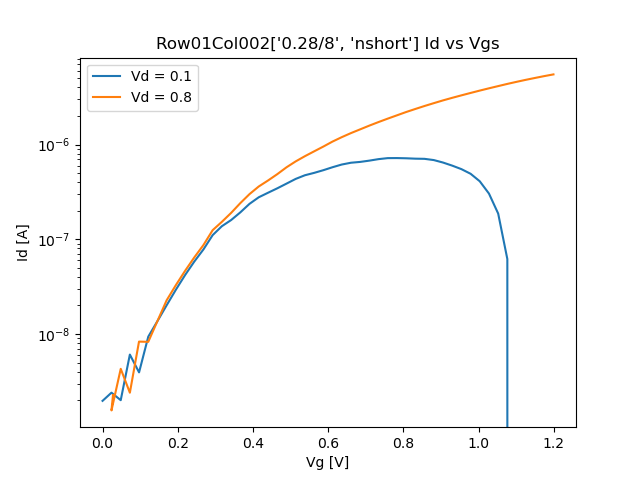 Row01Col002['0.28/8', 'nshort'] Id vs Vgs
Vd = 0.1
Vd = 0.8
Id [A]
10⁻⁶
10⁻⁷
10⁻⁸
0.0 0.2 0.4 0.6 0.8 1.0 1.2
Vg [V]